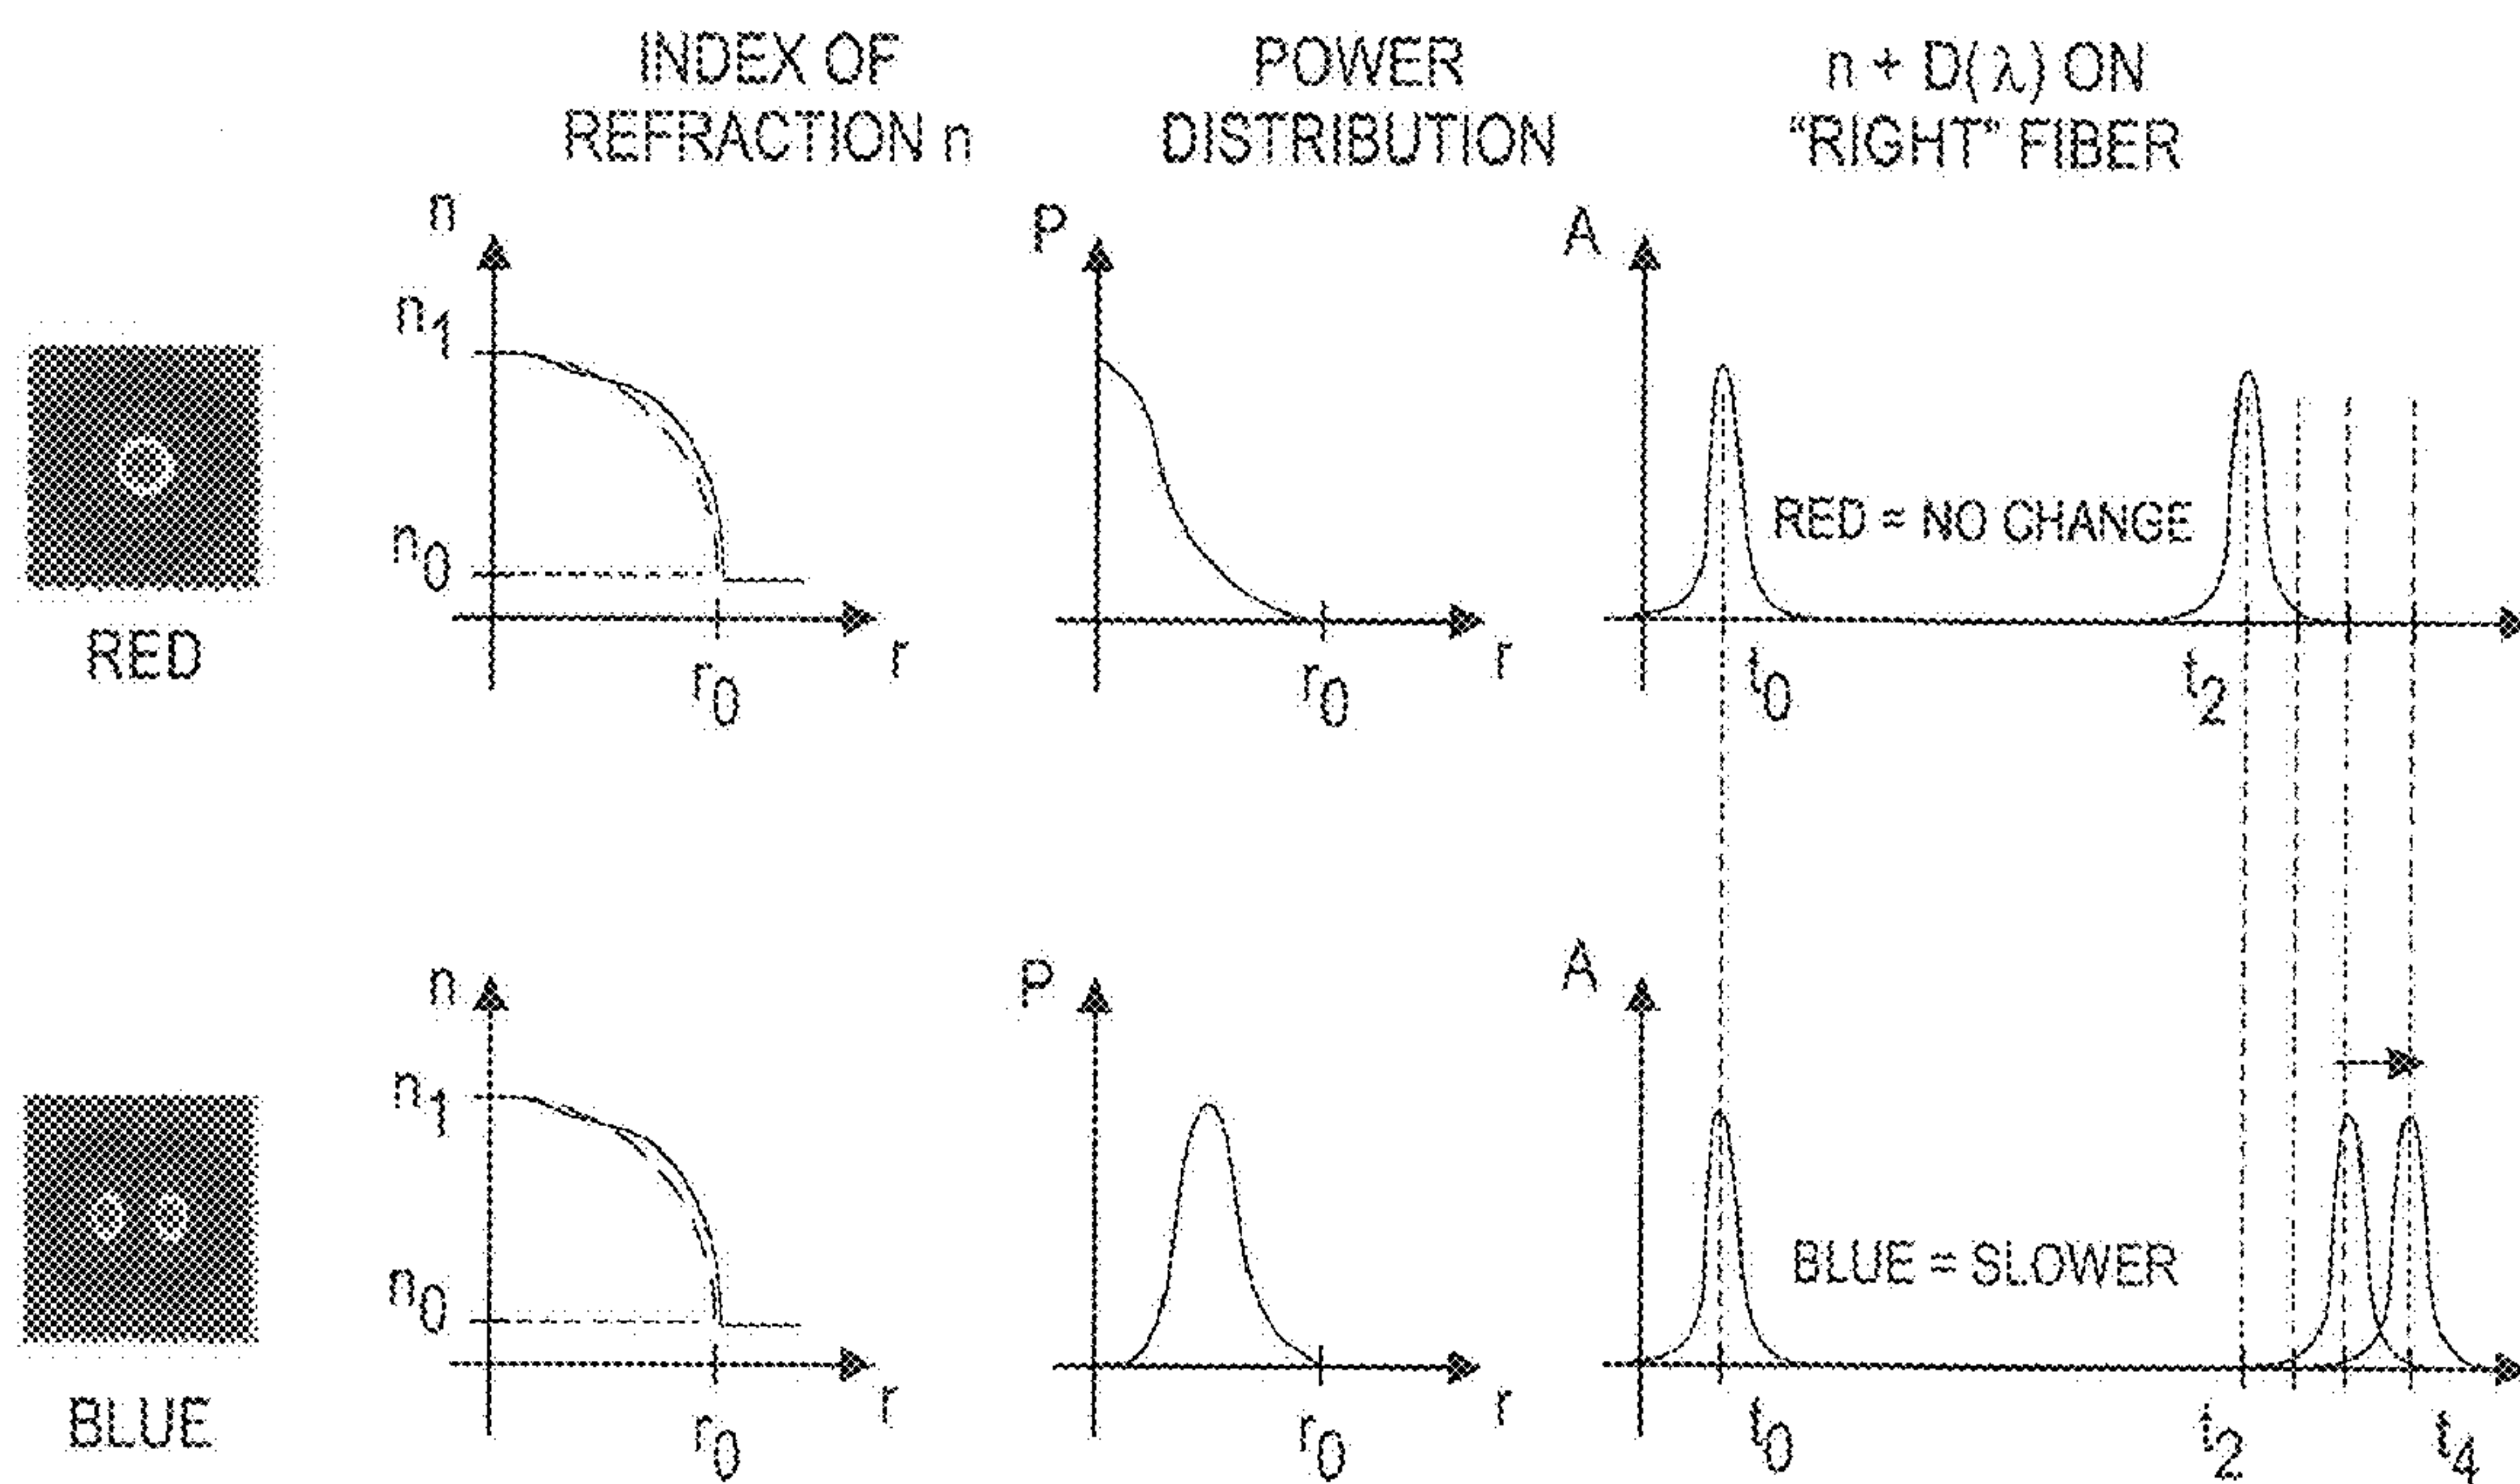 INDEX OF
REFRACTION n
POWER
DISTRIBUTION
n + D(λ) ON
"RIGHT" FIBER
n
n1
n0
r0
r
RED
P
r0
r
A
RED = NO CHANGE
t0
t2
n
n1
n0
r0
r
BLUE
P
r0
r
A
BLUE = SLOWER
t0
t2
t4